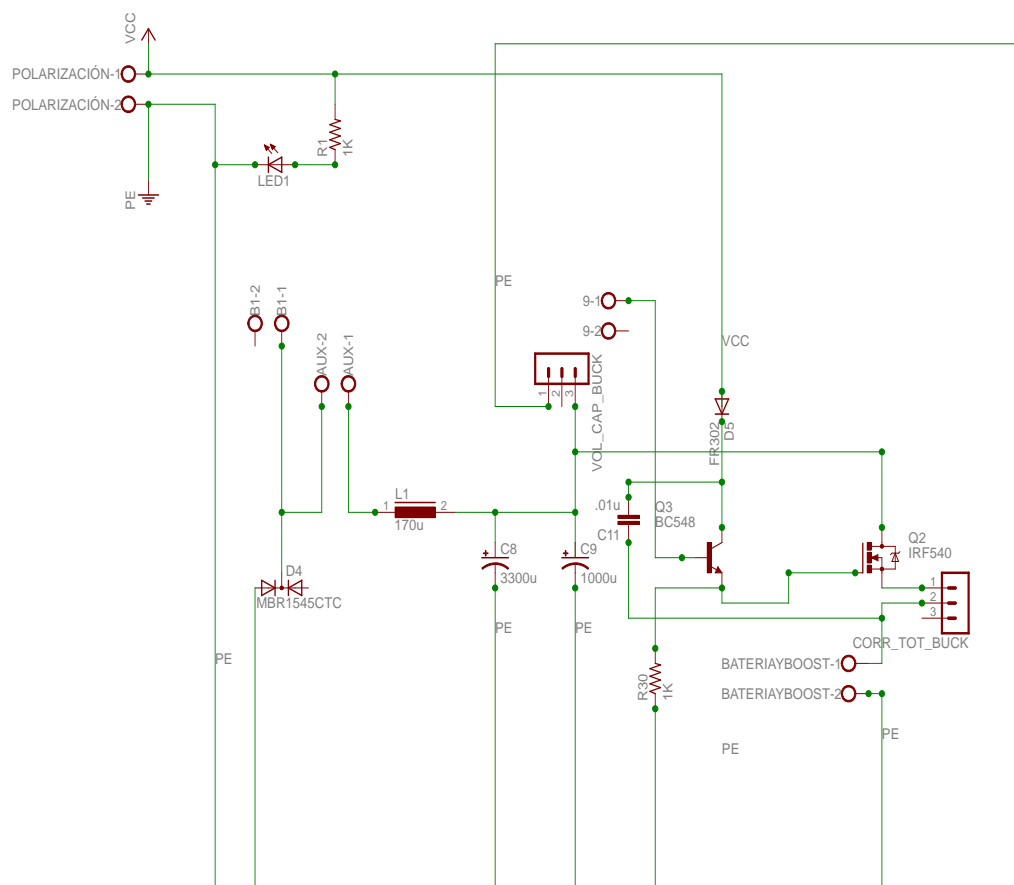 VCC
POLARIZACIÓN-1
POLARIZACIÓN-2
R1
1K
LED1
PE
PE
B1-2
B1-1
AUX-2
AUX-1
9-1
9-2
VCC
1
2
3
VOL_CAP_BUCK
FR302
D5
L1
1
2
170u
.01u
C11
Q3
BC548
Q2
IRF540
C8
3300u
C9
1000u
D4
MBR1545CTC
1
2
3
CORR_TOT_BUCK
PE
PE
PE
BATERIAYBOOST-1
BATERIAYBOOST-2
R30
1K
PE
PE